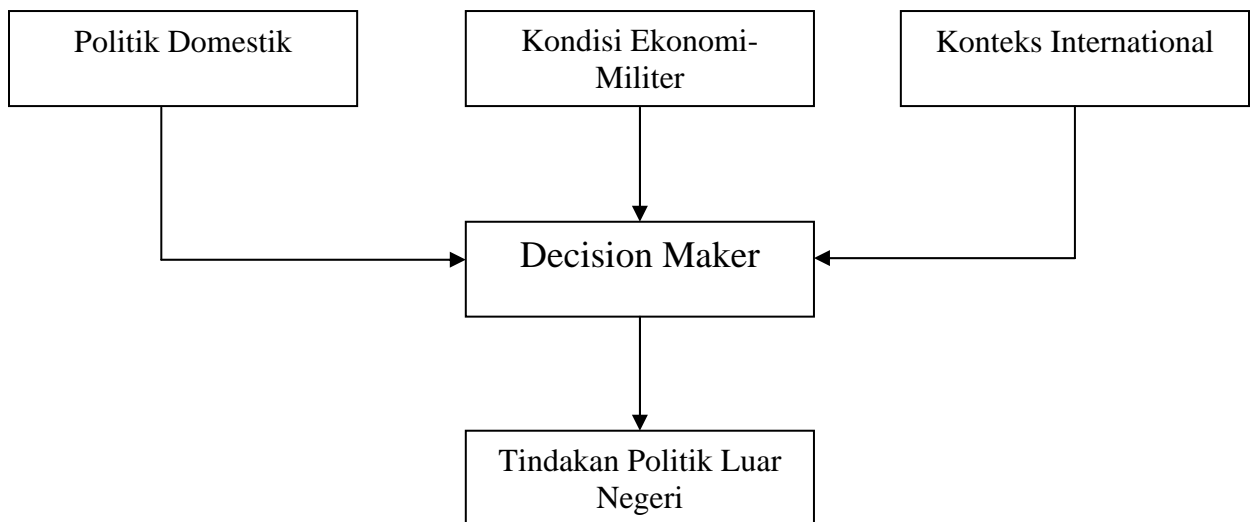 Politik Domestik
Kondisi Ekonomi-
Militer
Konteks International
Decision Maker
Tindakan Politik Luar
Negeri